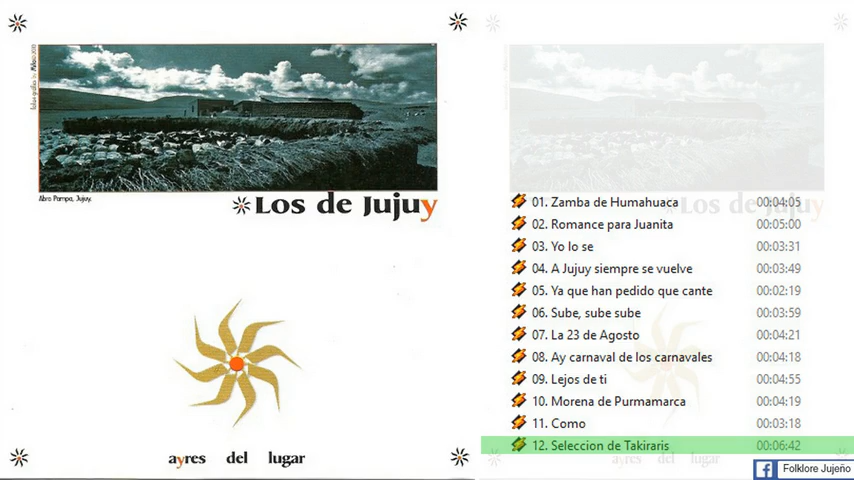 Abra Pampa, Jujuy.
Los de Jujuy
ayres del lugar
01. Zamba de Humahuaca 00:04:05
02. Romance para Juanita 00:05:00
03. Yo lo se 00:03:31
04. A Jujuy siempre se vuelve 00:03:49
05. Ya que han pedido que cante 00:02:19
06. Sube, sube sube 00:03:59
07. La 23 de Agosto 00:04:21
08. Ay carnaval de los carnavales 00:04:18
09. Lejos de ti 00:04:55
10. Morena de Purmamarca 00:04:19
11. Como 00:03:18
12. Seleccion de Takiraris 00:06:42
ayres del lugar
Folklore Jujeño